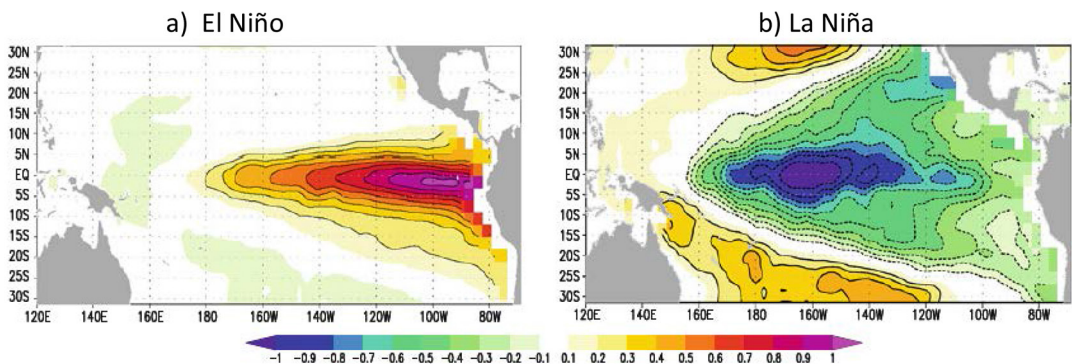 a) El Niño
b) La Niña
30N
25N
20N
15N
10N
5N
EQ
5S
10S
15S
20S
25S
30S
120E 140E 160E 180 160W 140W 120W 100W 80W
30N
25N
20N
15N
10N
5N
EQ
5S
10S
15S
20S
25S
30S
120E 140E 160E 180 160W 140W 120W 100W 80W
-1 -0.9 -0.8 -0.7 -0.6 -0.5 -0.4 -0.3 -0.2 -0.1 0.1 0.2 0.3 0.4 0.5 0.6 0.7 0.8 0.9 1